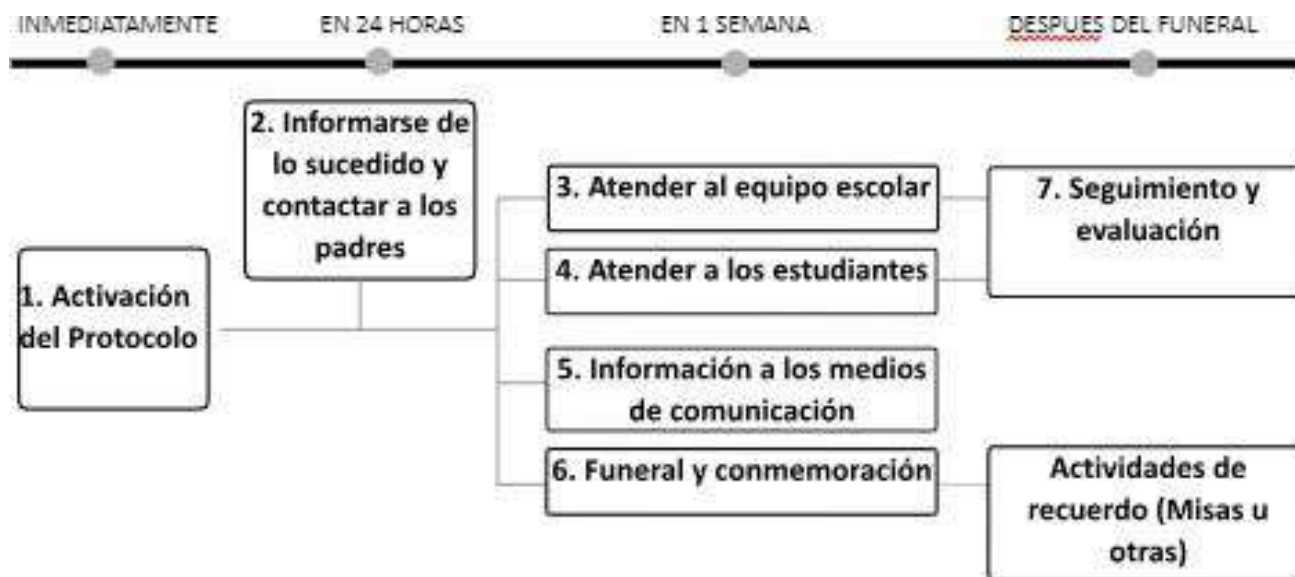 INMEDIATAMENTE
EN 24 HORAS
EN 1 SEMANA
DESPUES DEL FUNERAL
1. Activación
del Protocolo
2. Informarse de
lo sucedido y
contactar a los
padres
3. Atender al equipo escolar
4. Atender a los estudiantes
5. Información a los medios
de comunicación
6. Funeral y conmemoración
7. Seguimiento y
evaluación
Actividades de
recuerdo (Misas u
otras)